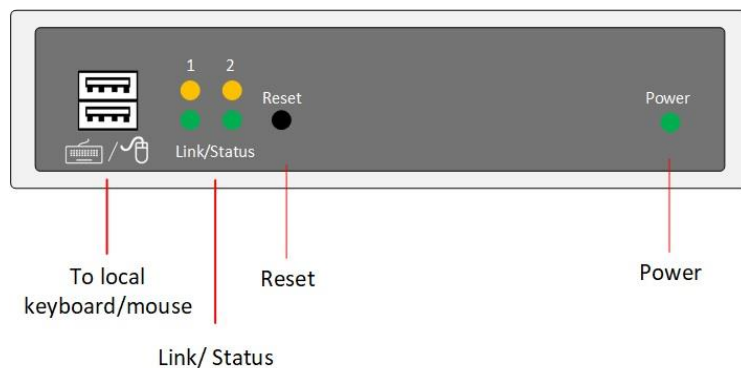 1 2
Reset
Power
/
Link/Status
To local
keyboard/mouse
Reset
Power
Link/ Status